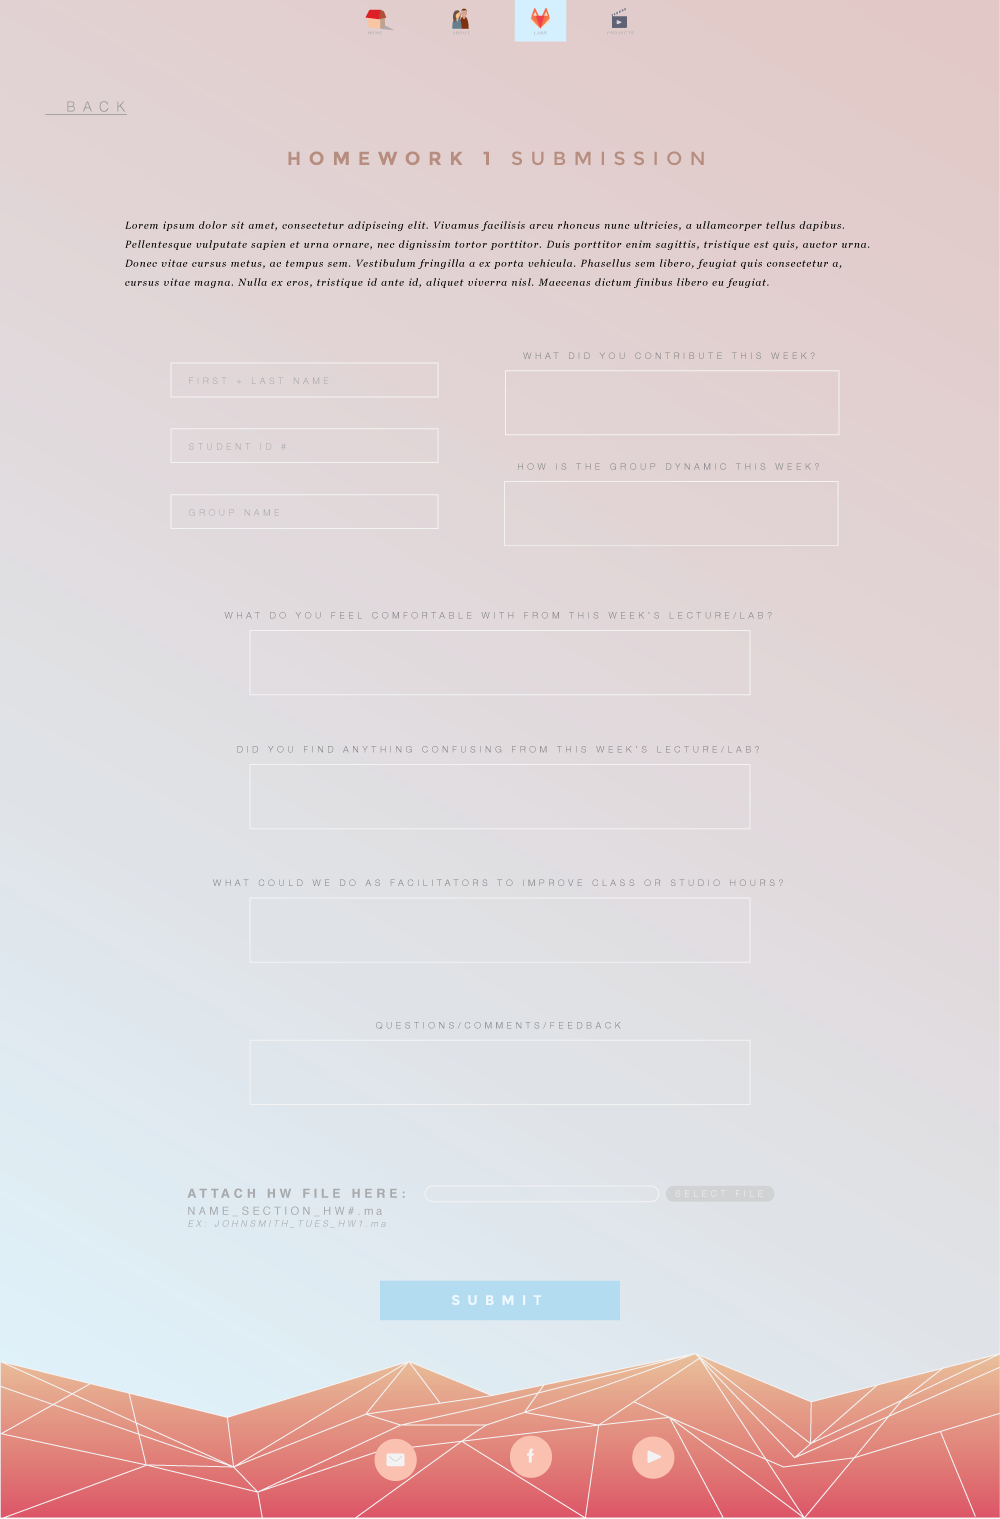 HOME
ABOUT
LABS
PROJECTS
BACK
HOMEWORK 1 SUBMISSION
Lorem ipsum dolor sit amet, consectetur adipiscing elit. Vivamus facilisis arcu rhoncus nunc ultricies, a ullamcorper tellus dapibus.
Pellentesque vulputate sapien et urna ornare, nec dignissim tortor porttitor. Duis porttitor enim sagittis, tristique est quis, auctor urna.
Donec vitae cursus metus, ac tempus sem. Vestibulum fringilla a ex porta vehicula. Phasellus sem libero, feugiat quis consectetur a,
cursus vitae magna. Nulla ex eros, tristique id ante id, aliquet viverra nisl. Maecenas dictum finibus libero eu feugiat.
FIRST + LAST NAME
STUDENT ID #
GROUP NAME
WHAT DID YOU CONTRIBUTE THIS WEEK?
HOW IS THE GROUP DYNAMIC THIS WEEK?
WHAT DO YOU FEEL COMFORTABLE WITH FROM THIS WEEK'S LECTURE/LAB?
DID YOU FIND ANYTHING CONFUSING FROM THIS WEEK'S LECTURE/LAB?
WHAT COULD WE DO AS FACILITATORS TO IMPROVE CLASS OR STUDIO HOURS?
QUESTIONS/COMMENTS/FEEDBACK
ATTACH HW FILE HERE:
SELECT FILE
NAME_SECTION_HW#.ma
EX: JOHNSMITH_TUES_HW1.ma
SUBMIT